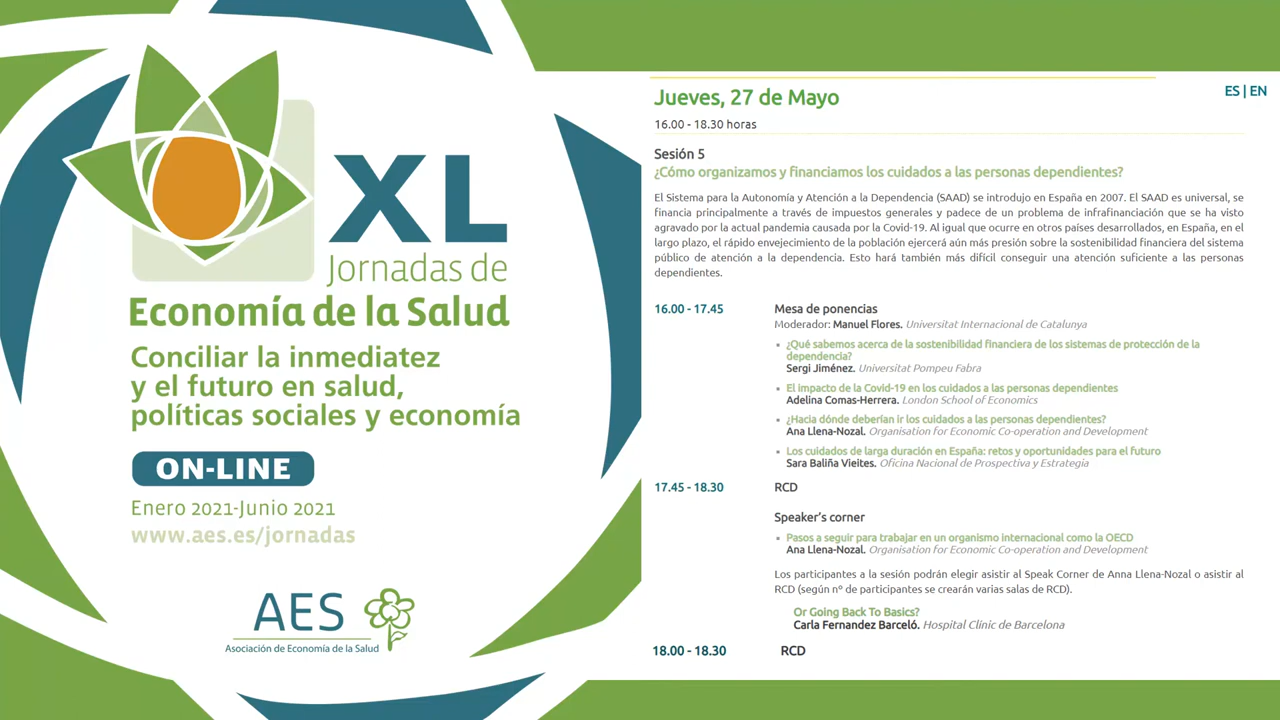 XL
Jornadas de
Economía de la Salud
Conciliar la inmediatez
y el futuro en salud,
políticas sociales y economía
ON-LINE
Enero 2021-Junio 2021
www.aes.es/jornadas
AES
Asociación de Economía de la Salud
ES | EN
Jueves, 27 de Mayo
16.00 - 18.30 horas
Sesión 5
¿Cómo organizamos y financiamos los cuidados a las personas dependientes?
El Sistema para la Autonomía y Atención a la Dependencia (SAAD) se introdujo en España en 2007. El SAAD es universal, se
financia principalmente a través de impuestos generales y padece de un problema de infrafinanciación que se ha visto
agravado por la actual pandemia causada por la Covid-19. Al igual que ocurre en otros países desarrollados, en España, en el
largo plazo, el rápido envejecimiento de la población ejercerá aún más presión sobre la sostenibilidad financiera del sistema
público de atención a la dependencia. Esto hará también más difícil conseguir una atención suficiente a las personas
dependientes.
16.00 - 17.45 Mesa de ponencias
Moderador: Manuel Flores. Universitat Internacional de Catalunya
▪ ¿Qué sabemos acerca de la sostenibilidad financiera de los sistemas de protección de la
dependencia?
Sergi Jiménez. Universitat Pompeu Fabra
▪ El impacto de la Covid-19 en los cuidados a las personas dependientes
Adelina Comas-Herrera. London School of Economics
▪ ¿Hacia dónde deberían ir los cuidados a las personas dependientes?
Ana Llena-Nozal. Organisation for Economic Co-operation and Development
▪ Los cuidados de larga duración en España: retos y oportunidades para el futuro
Sara Baliña Vieites. Oficina Nacional de Prospectiva y Estrategia
17.45 - 18.30 RCD
Speaker's corner
▪ Pasos a seguir para trabajar en un organismo internacional como la OECD
Ana Llena-Nozal. Organisation for Economic Co-operation and Development
Los participantes a la sesión podrán elegir asistir al Speak Corner de Anna Llena-Nozal o asistir al
RCD (según nº de participantes se crearán varias salas de RCD).
Or Going Back To Basics?
Carla Fernandez Barceló. Hospital Clínic de Barcelona
18.00 - 18.30 RCD